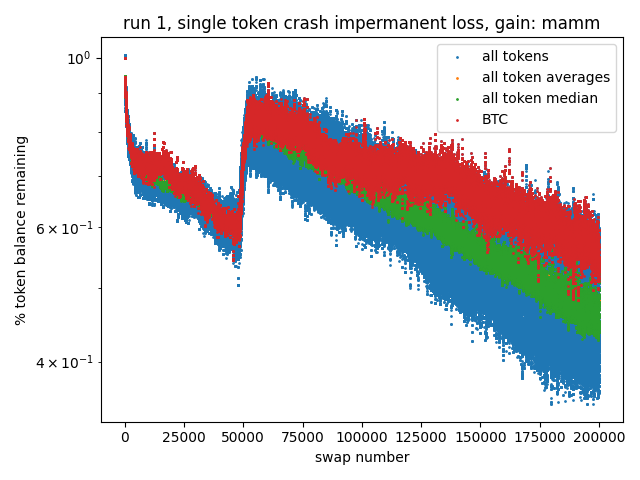 run 1, single token crash impermanent loss, gain: mamm
all tokens
all token averages
all token median
BTC
% token balance remaining
10⁰
6 × 10⁻¹
4 × 10⁻¹
0 25000 50000 75000 100000 125000 150000 175000 200000
swap number